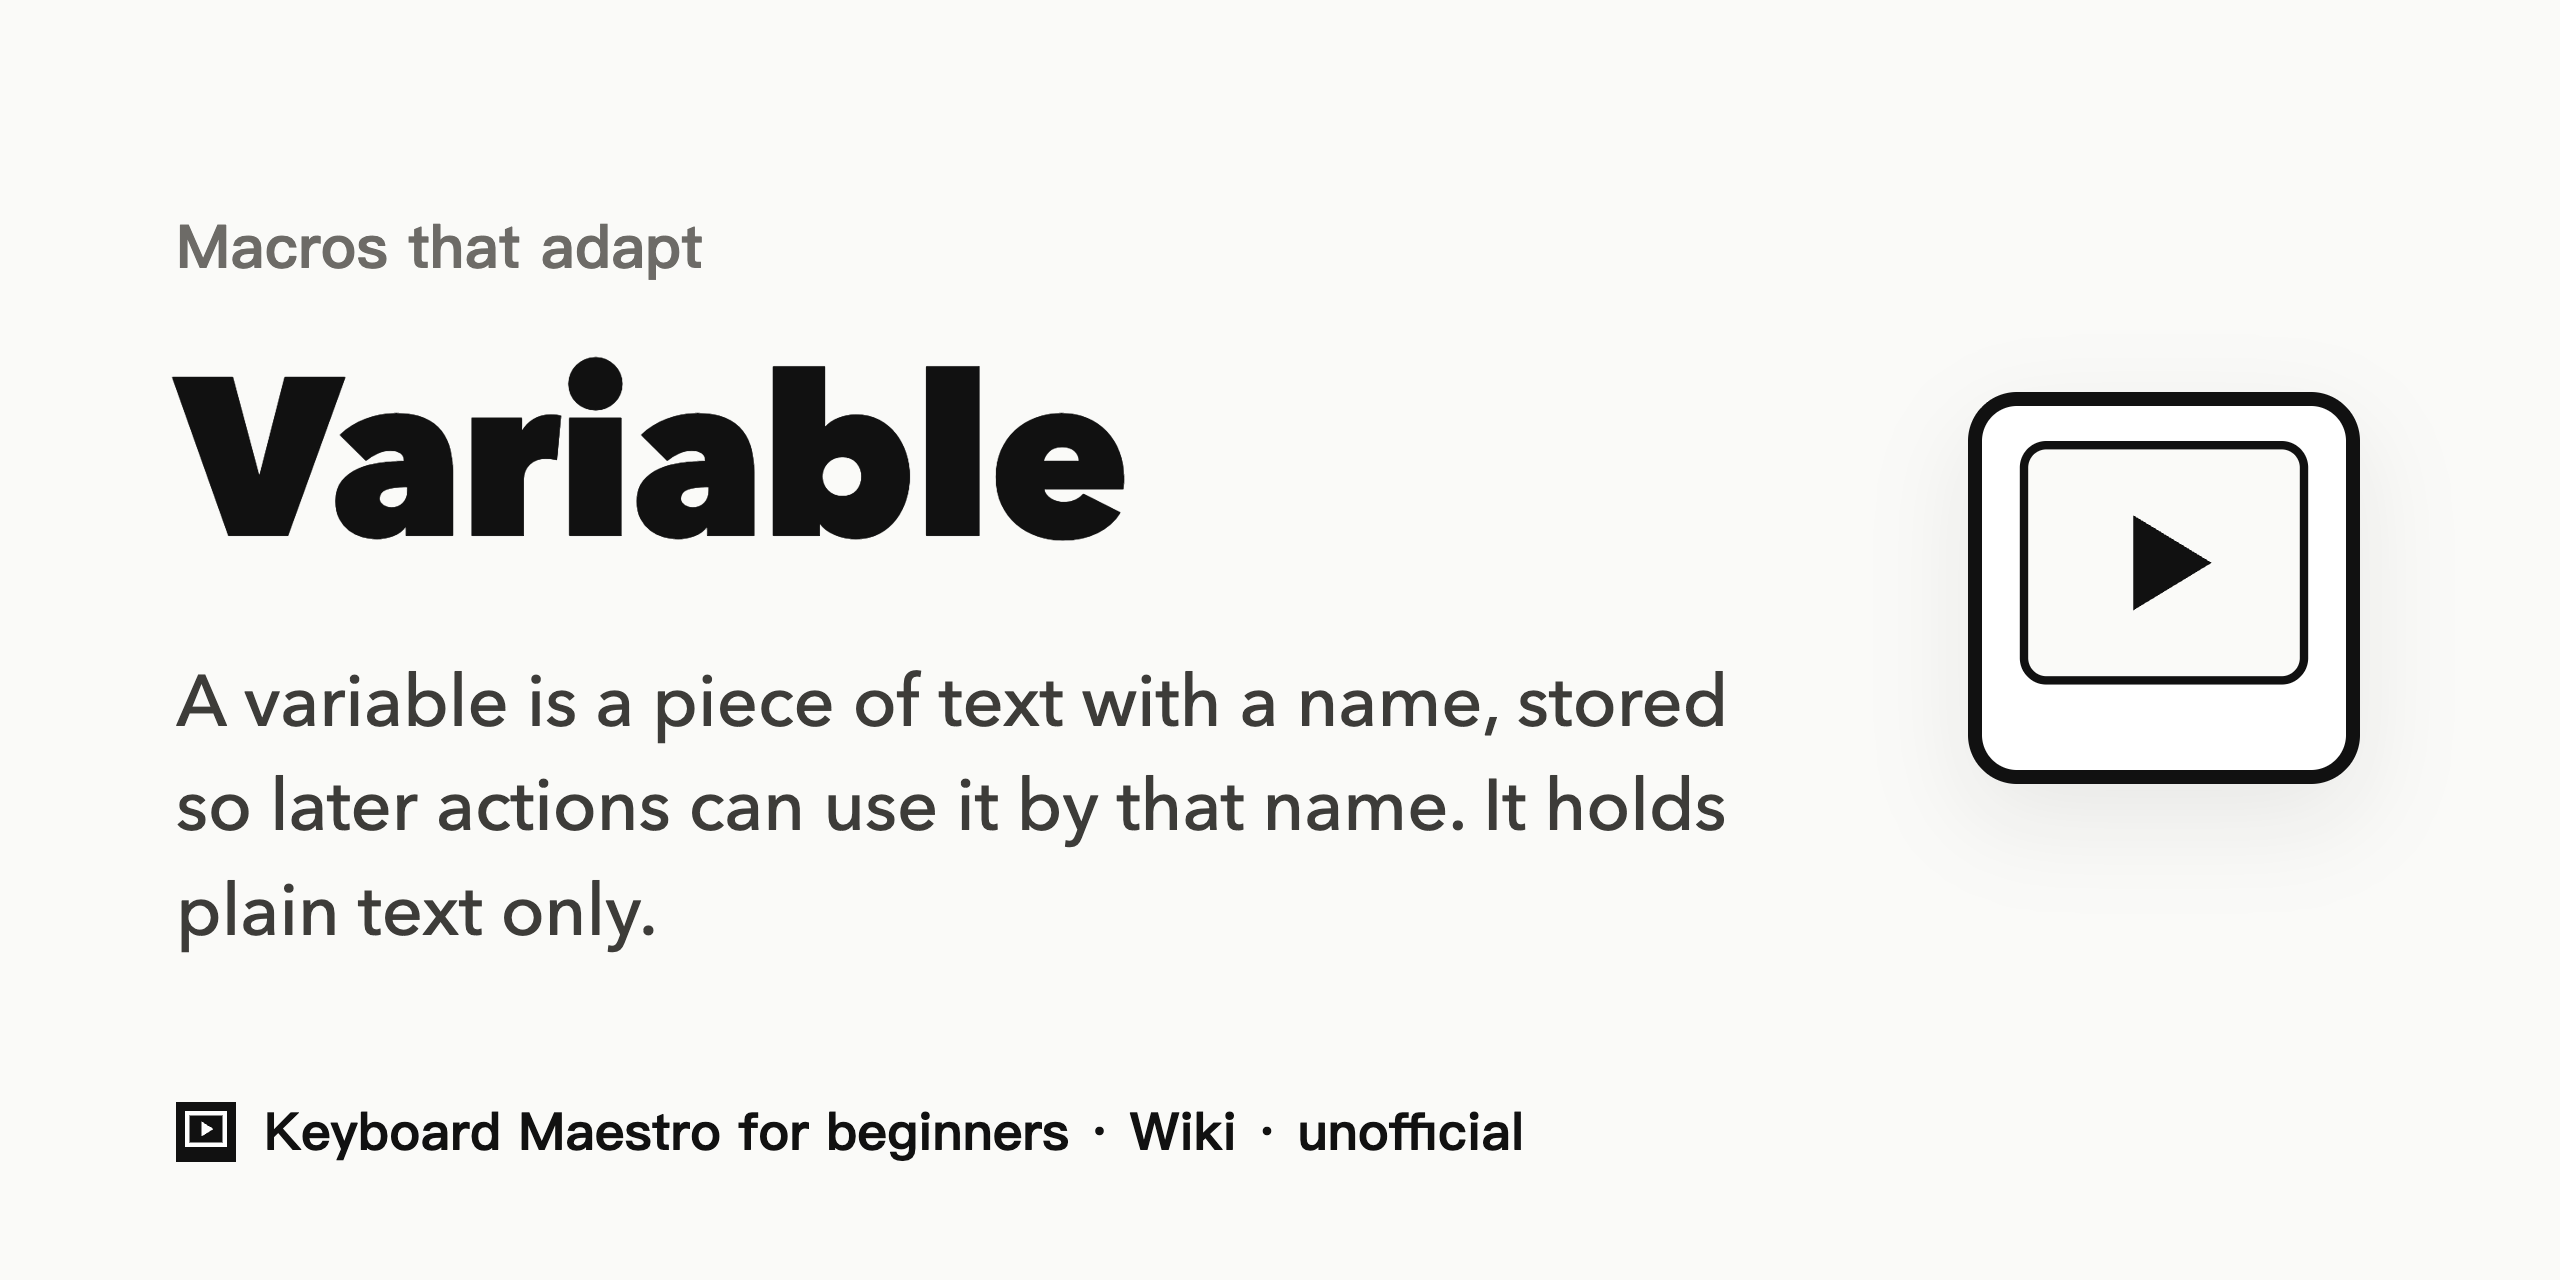 Macros that adapt
Variable
A variable is a piece of text with a name, stored
so later actions can use it by that name. It holds
plain text only.
Keyboard Maestro for beginners · Wiki · unofficial